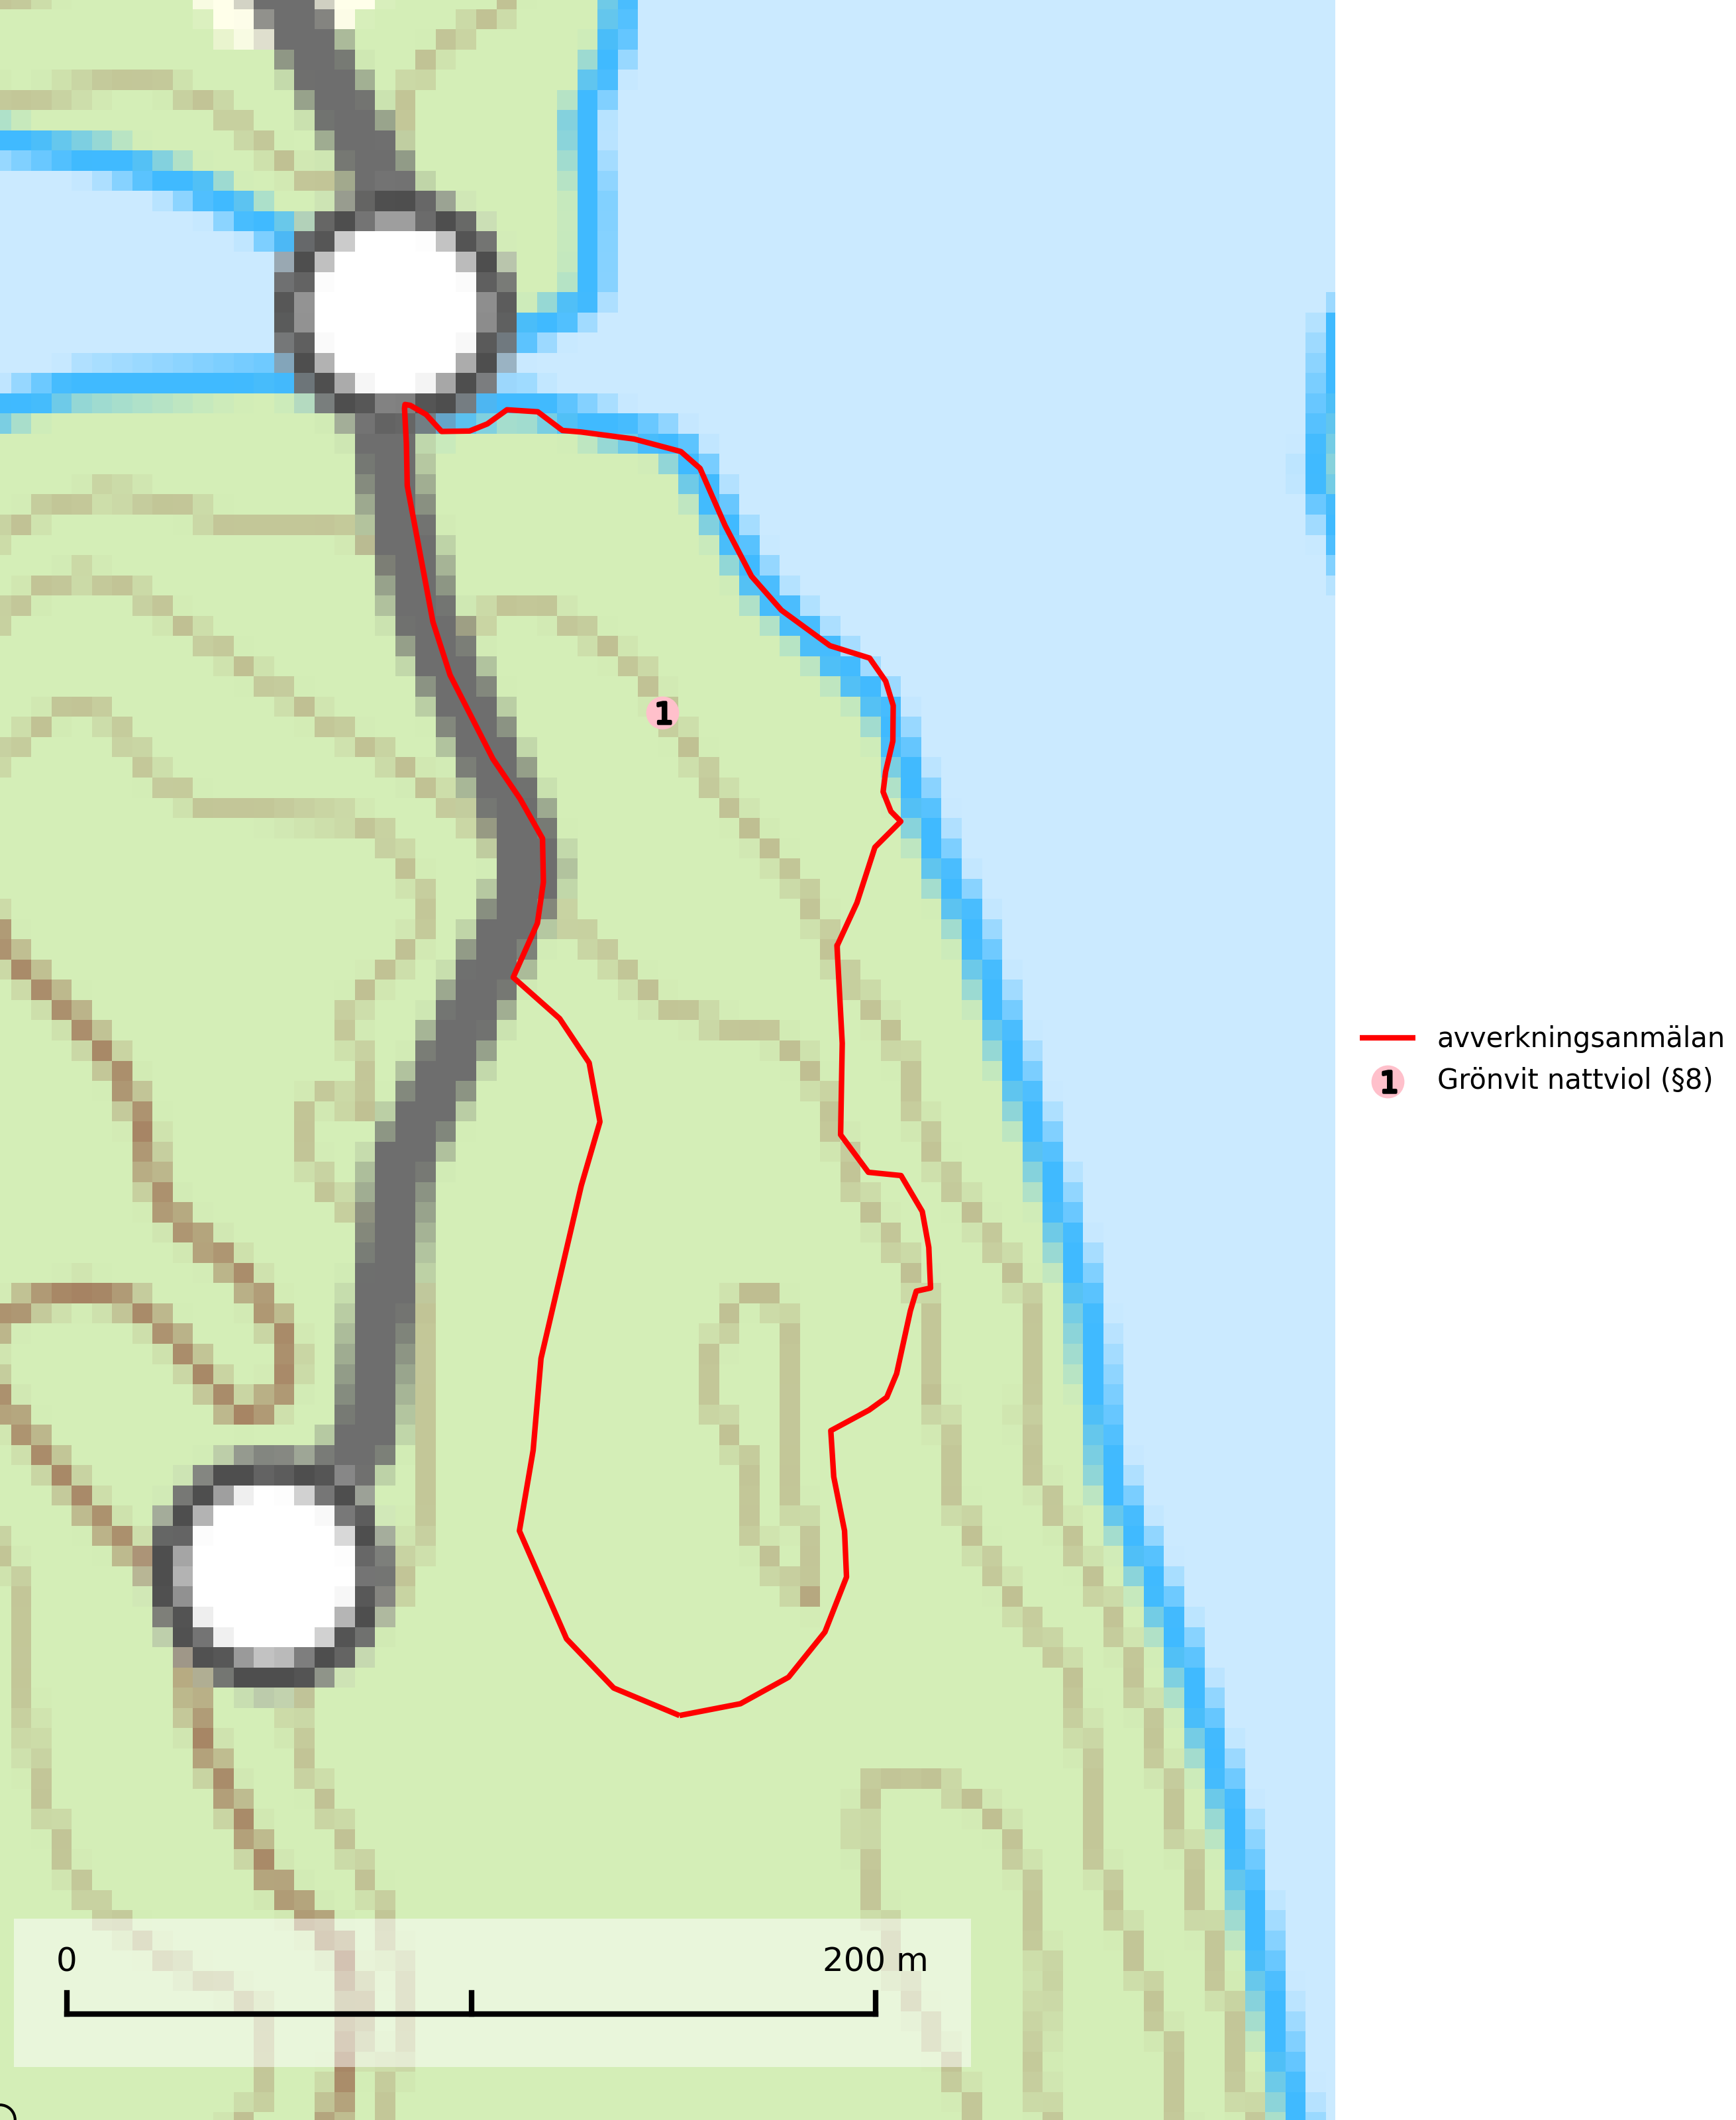 1
avverkningsanmälan
1 Grönvit nattviol (§8)
0 200 m